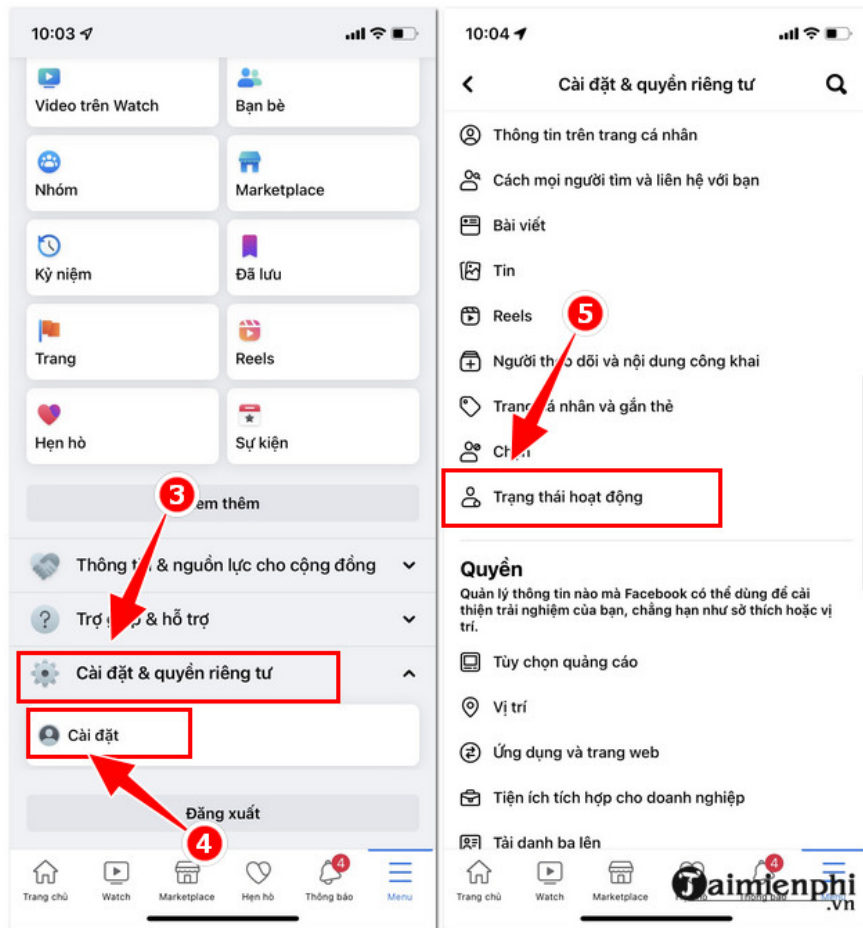 10:03
Video trên Watch
Bạn bè
Nhóm
Marketplace
Kỷ niệm
Đã lưu
Trang
Reels
Hẹn hò
Sự kiện
3
thêm
Thông & nguồn lực cho cộng đồng
& hỗ trợ
Cài đặt & quyền riêng tư
Cài đặt
Đăng xuất
4
4
Trang chủ
Watch
Marketplace
Hẹn hò
Thông báo
Menu
10:04
Cài đặt & quyền riêng tư
Thông tin trên trang cá nhân
Cách mọi người tìm và liên hệ với bạn
Bài viết
Tin
Reels
5
Người dõi và nội dung công khai
nhân và gắn thẻ
Trạng thái hoạt động
Quyền
Quản lý thông tin nào mà Facebook có thể dùng để cải
thiện trải nghiệm của bạn, chẳng hạn như sở thích hoặc vị
trí.
Tùy chọn quảng cáo
Vị trí
Ứng dụng và trang web
Tiện ích tích hợp cho doanh nghiệp
Tải danh bạ lên
4
Trang chủ
Watch
Marketplace
Taimienphi
.vn